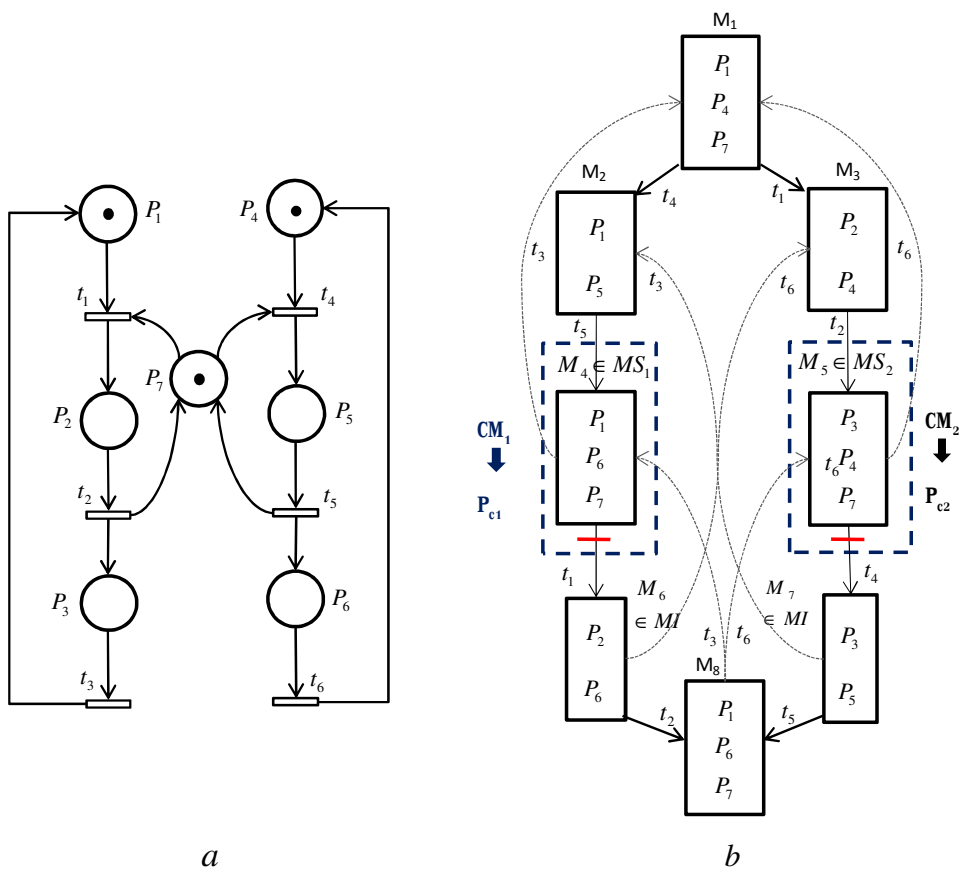 P1
P4
t1
t4
P7
P2
P5
t2
t5
P3
P6
t3
t6
a
M1
P1
P4
P7
M2
M3
t4
t1
P1
P5
P2
P4
t3
t3
t6
t6
t5
t2
M4 ∈ MS1
M5 ∈ MS2
P1
P6
P7
P3
t6 P4
P7
CM1
Pc1
CM2
Pc2
t1
t4
M6
∈ MI
M7
∈ MI
P2
P6
P3
P5
t3
t6
M8
t2
t5
P1
P6
P7
b